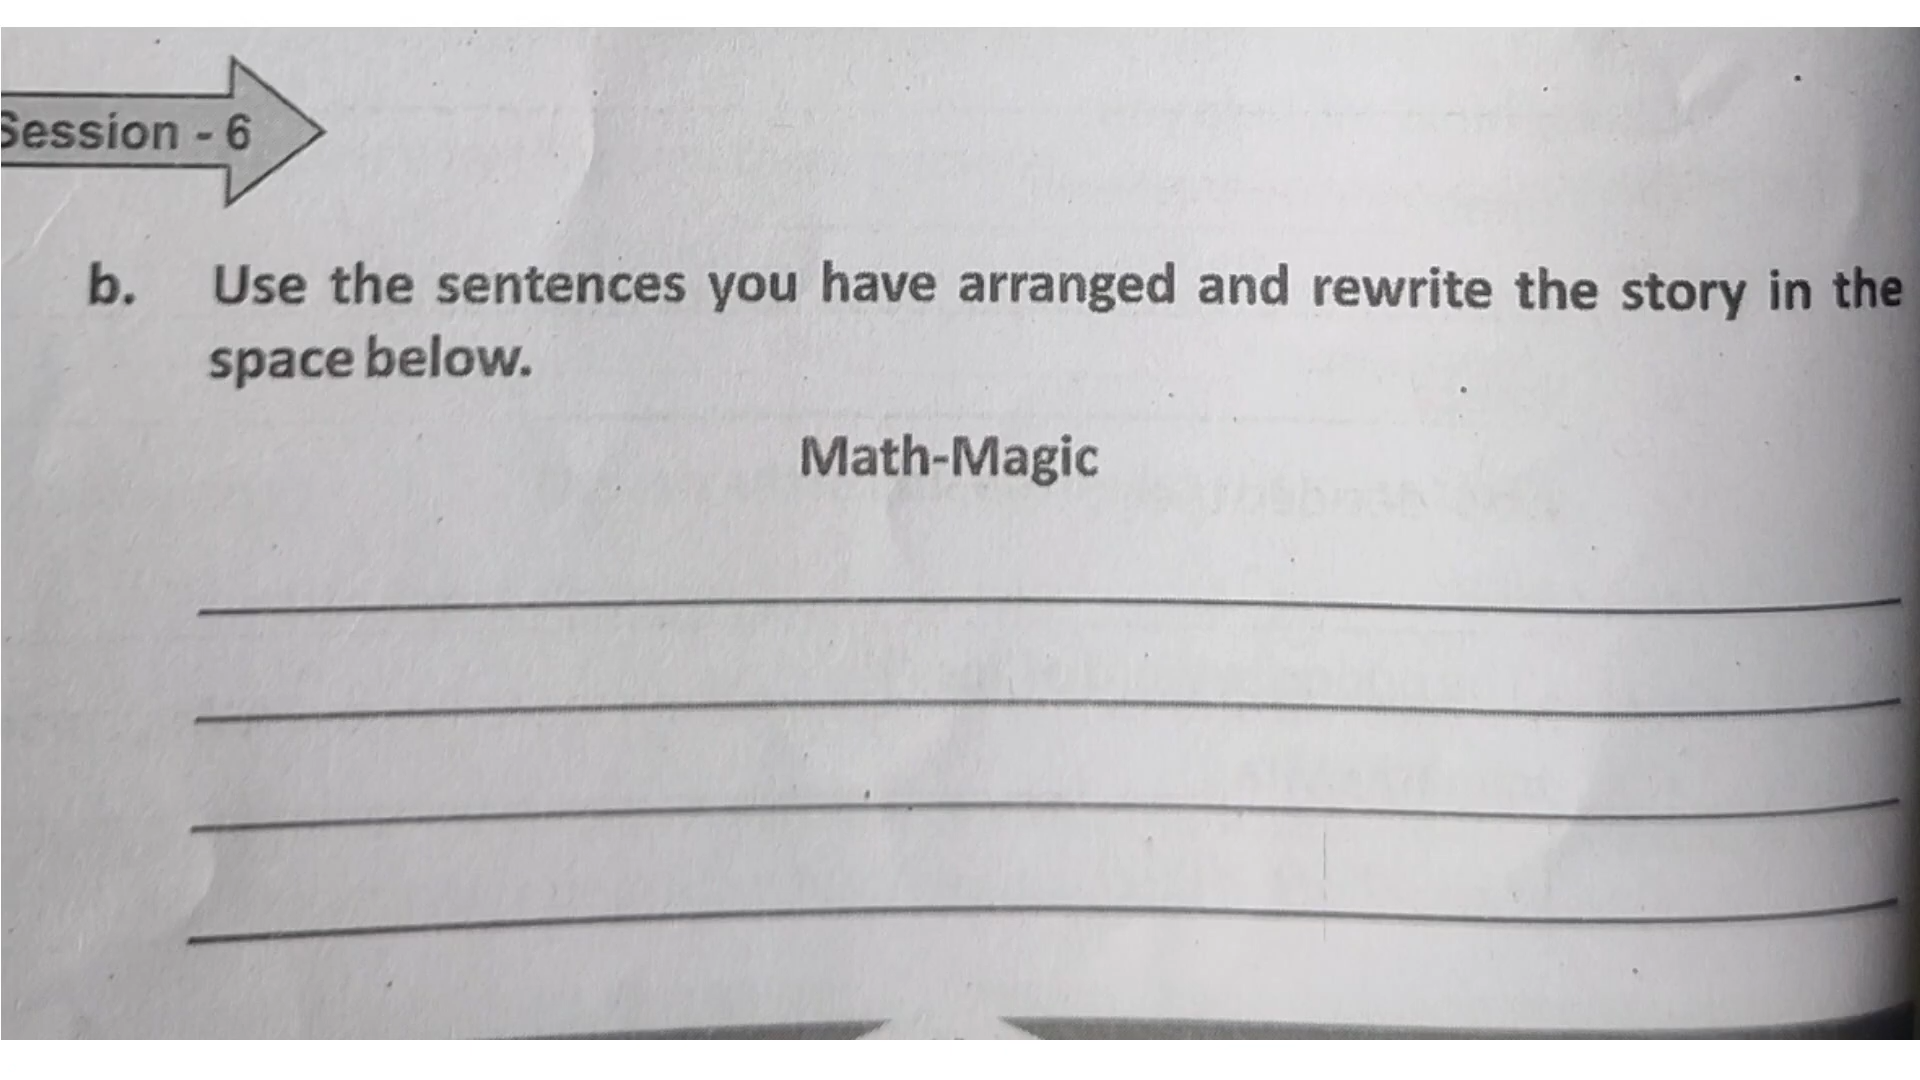 Session - 6
b. Use the sentences you have arranged and rewrite the story in the
space below.
Math-Magic